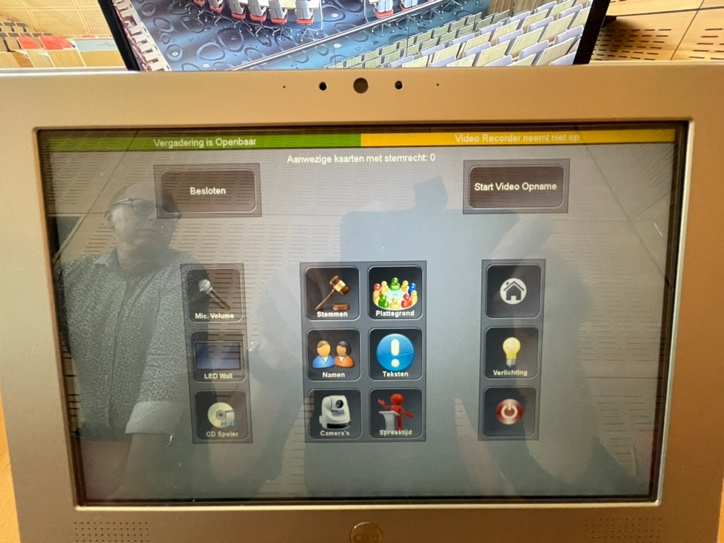 Vergadering is Openbaar
Video Recorder neemt niet op
Aanwezige kaarten met stemrecht: 0
Besloten
Start Video Opname
Mic. Volume
Stemmen
Plattegrond
LED Wall
Namen
Teksten
Verlichting
CD Speler
Camera's
Spreektijd